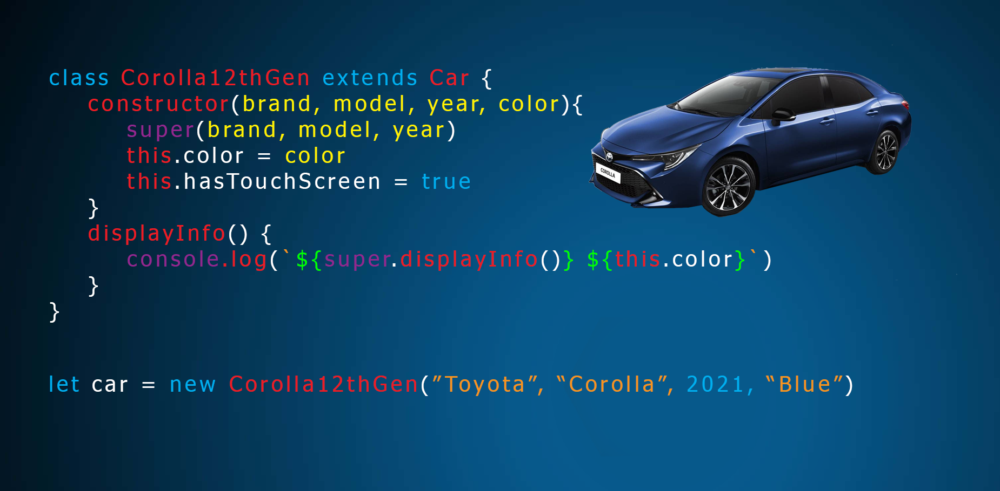 class Corolla12thGen extends Car {
constructor(brand, model, year, color){
super(brand, model, year)
this.color = color
this.hasTouchScreen = true
}
displayInfo() {
console.log(`${super.displayInfo()} ${this.color}`)
}
}
let car = new Corolla12thGen(”Toyota”, “Corolla”, 2021, “Blue”)
COROLLA